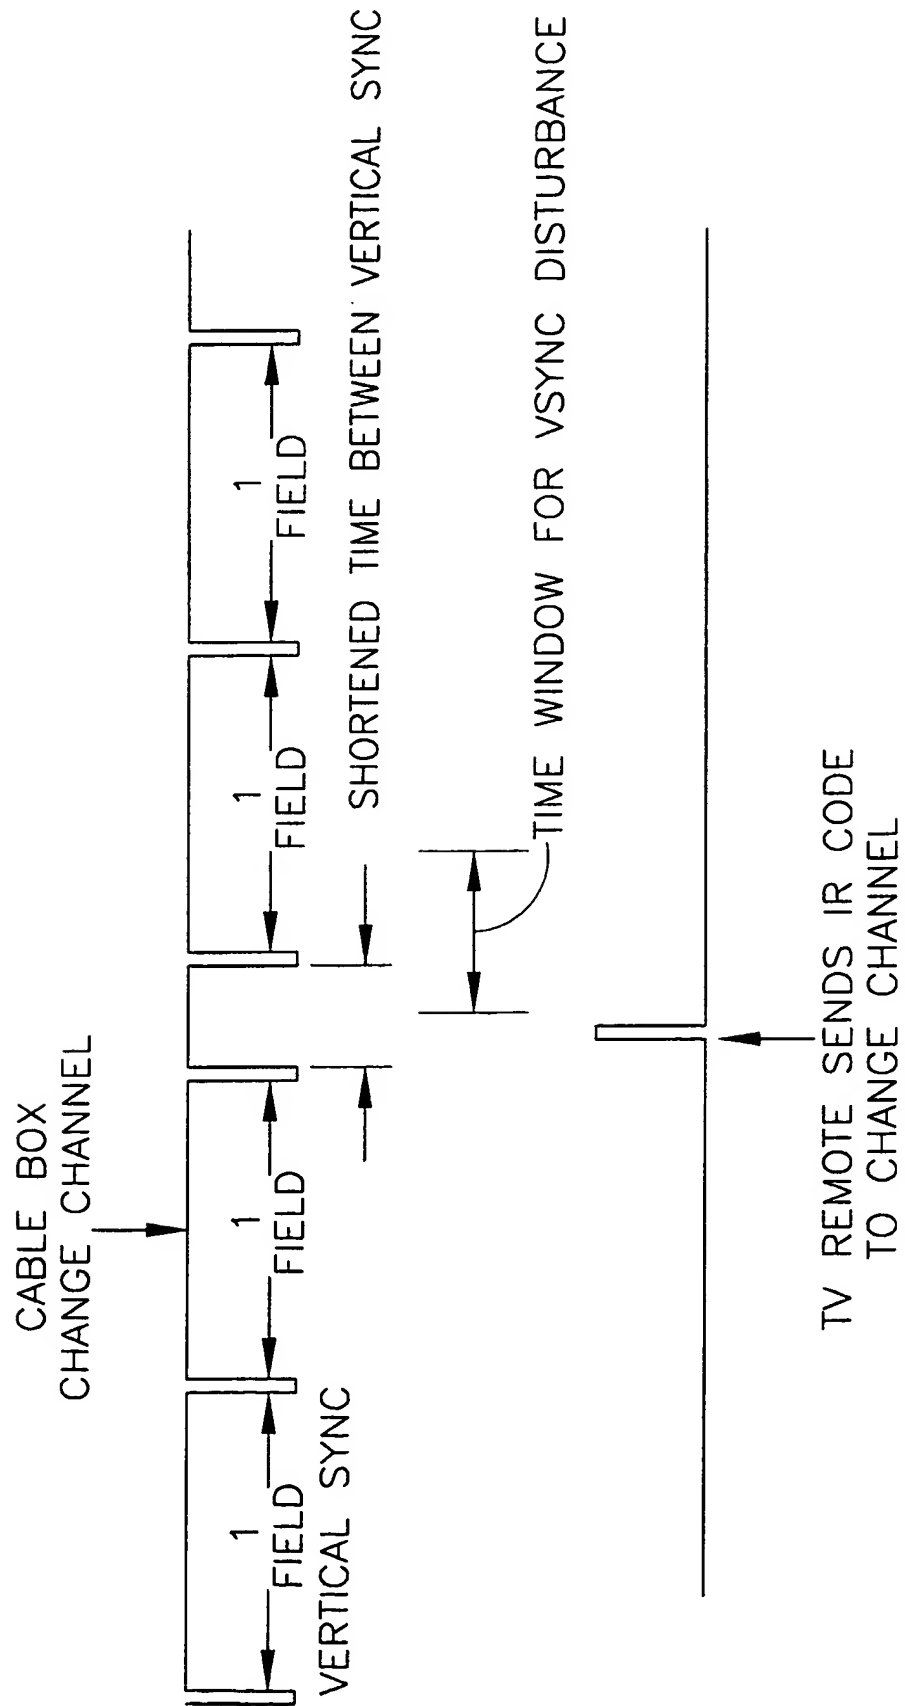 CABLE BOX
CHANGE CHANNEL
1
FIELD
1
FIELD
1
FIELD
1
FIELD
VERTICAL SYNC
SHORTENED TIME BETWEEN VERTICAL SYNC
TIME WINDOW FOR VSYNC DISTURBANCE
TV REMOTE SENDS IR CODE
TO CHANGE CHANNEL